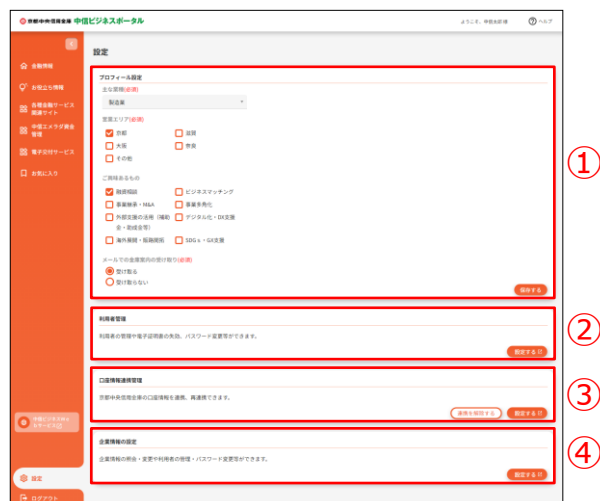 京都中央信用金庫 中信ビジネスポータル
ようこそ、中信太郎 様
ヘルプ
設定
金融情報
お役立ち情報
各種金融サービス
関連サイト
中信エメラダ資金
管理
電子交付サービス
お気に入り
設定
ログアウト
プロフィール設定
主な業種(必須)
製造業
営業エリア(必須)
京都
滋賀
大阪
奈良
その他
ご興味あるもの
融資相談
ビジネスマッチング
事業承継・M&A
事業多角化
外部支援の活用(補助
金・助成金等)
デジタル化・DX支援
海外展開・販路開拓
SDGs・GX支援
メールでの金庫案内の受け取り(必須)
受け取る
受け取らない
保存する
①
利用者管理
利用者の管理や電子証明書の失効、パスワード変更等ができます。
設定する
②
口座情報連携管理
京都中央信用金庫の口座情報を連携、再連携できます。
連携を解除する
設定する
③
企業情報の設定
企業情報の照会・変更や利用者の管理・パスワード変更等ができます。
設定する
④